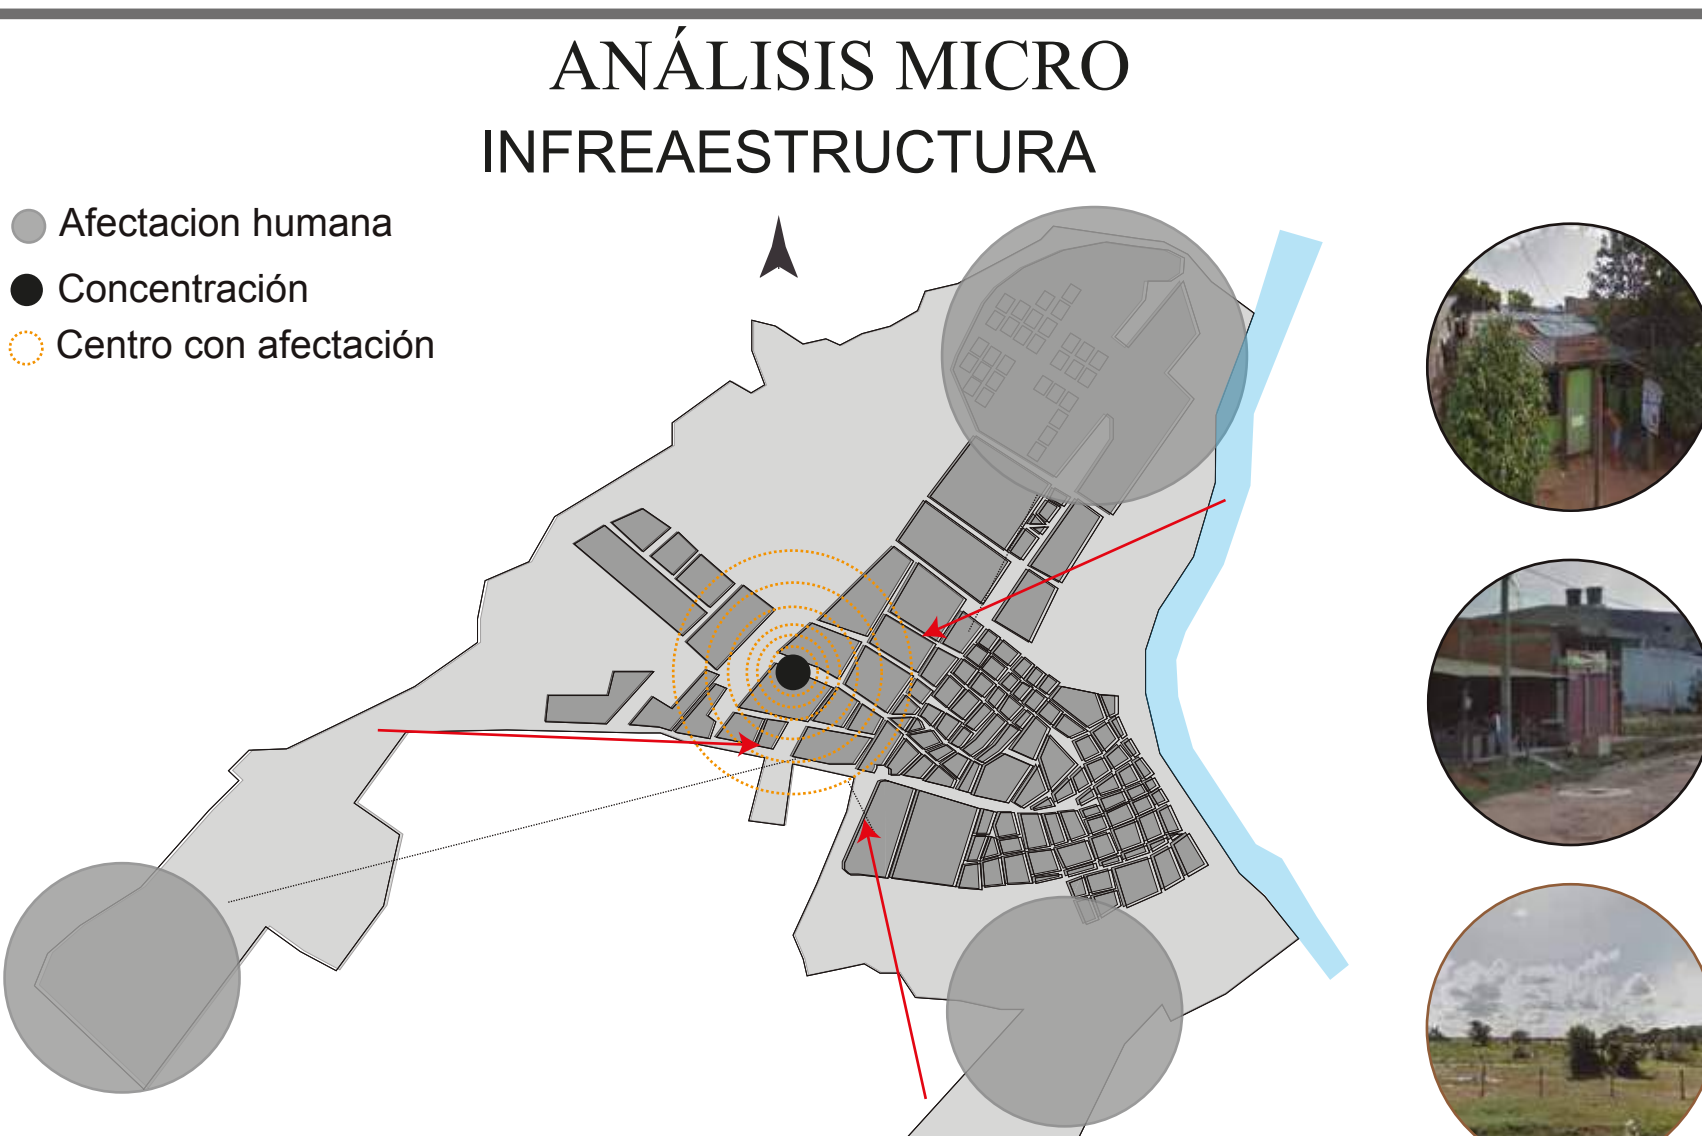 ANÁLISIS MICRO
INFREAESTRUCTURA
Afectacion humana
Concentración
Centro con afectación